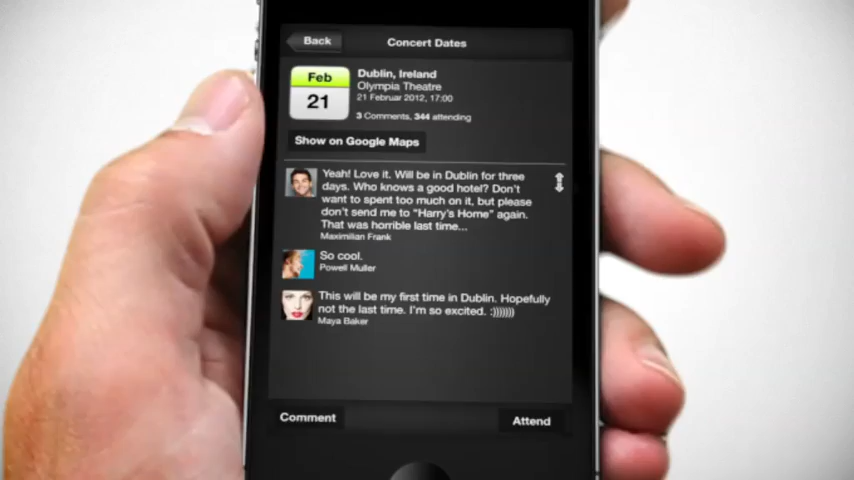 Back
Concert Dates
Feb
21
Dublin, Ireland
Olympia Theatre
21 Februar 2012, 17:00
3 Comments, 344 attending
Show on Google Maps
Yeah! Love it. Will be in Dublin for three
days. Who knows a good hotel? Don't
want to spent too much on it, but please
don't send me to "Harry's Home" again.
That was horrible last time...
Maximilian Frank
So cool.
Powell Muller
This will be my first time in Dublin. Hopefully
not the last time. I'm so excited. :)))))))
Maya Baker
Comment
Attend